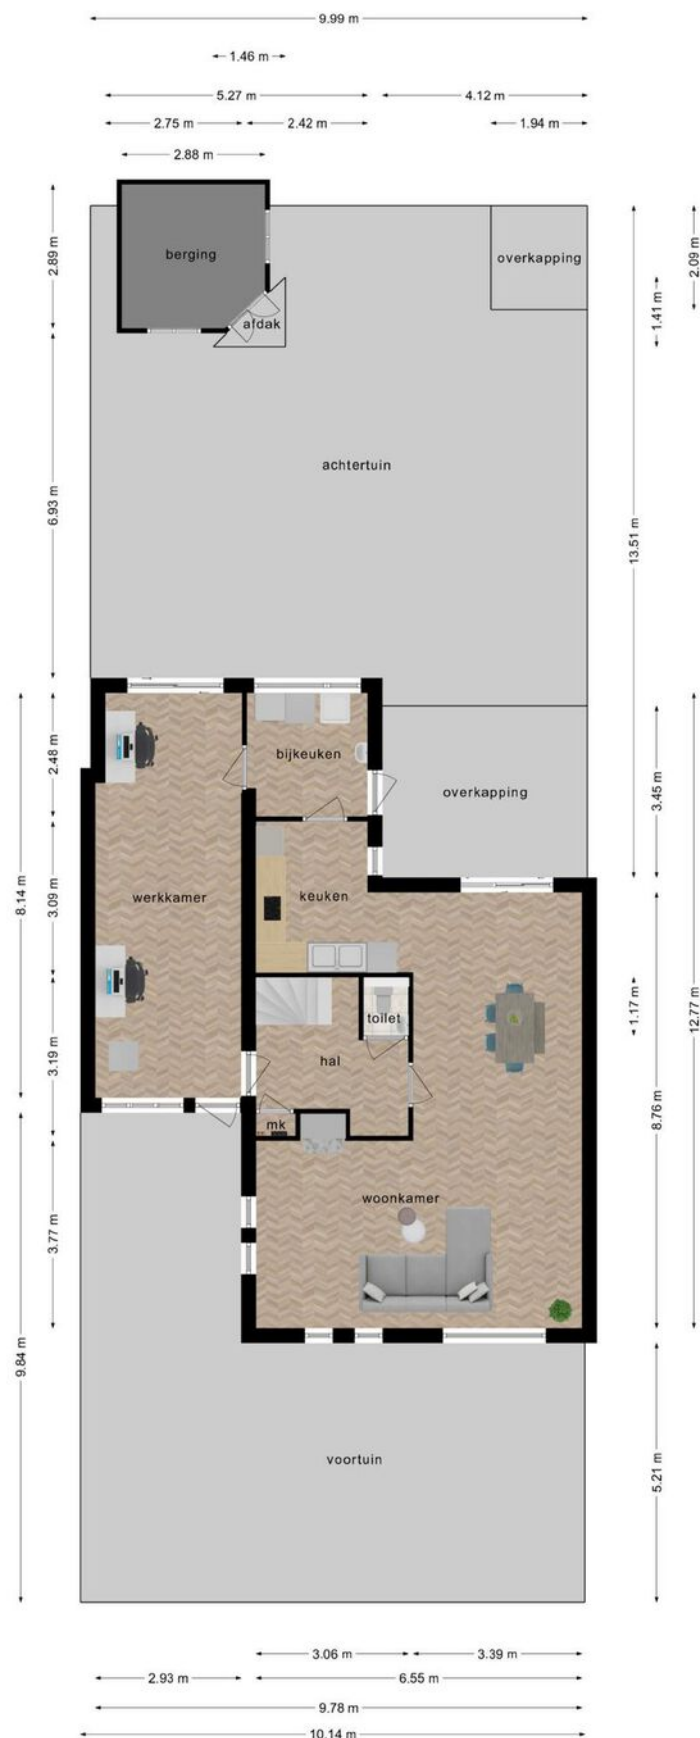 9.99 m
1.46 m
5.27 m
4.12 m
2.75 m
2.42 m
1.94 m
2.88 m
2.89 m
berging
overkapping
2.09 m
1.41 m
afdak
achtertuin
6.93 m
13.51 m
2.48 m
bijkeuken
overkapping
3.45 m
8.14 m
3.09 m
werkkamer
keuken
toilet
1.17 m
12.77 m
3.19 m
hal
8.76 m
mk
woonkamer
3.77 m
9.84 m
voortuin
5.21 m
3.06 m
3.39 m
2.93 m
6.55 m
9.78 m
10.14 m